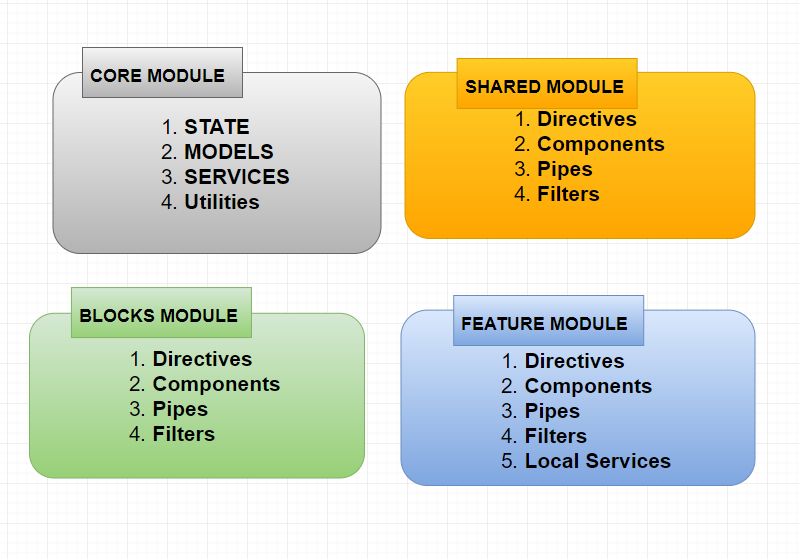 CORE MODULE
1. STATE
2. MODELS
3. SERVICES
4. Utilities
SHARED MODULE
1. Directives
2. Components
3. Pipes
4. Filters
BLOCKS MODULE
1. Directives
2. Components
3. Pipes
4. Filters
FEATURE MODULE
1. Directives
2. Components
3. Pipes
4. Filters
5. Local Services